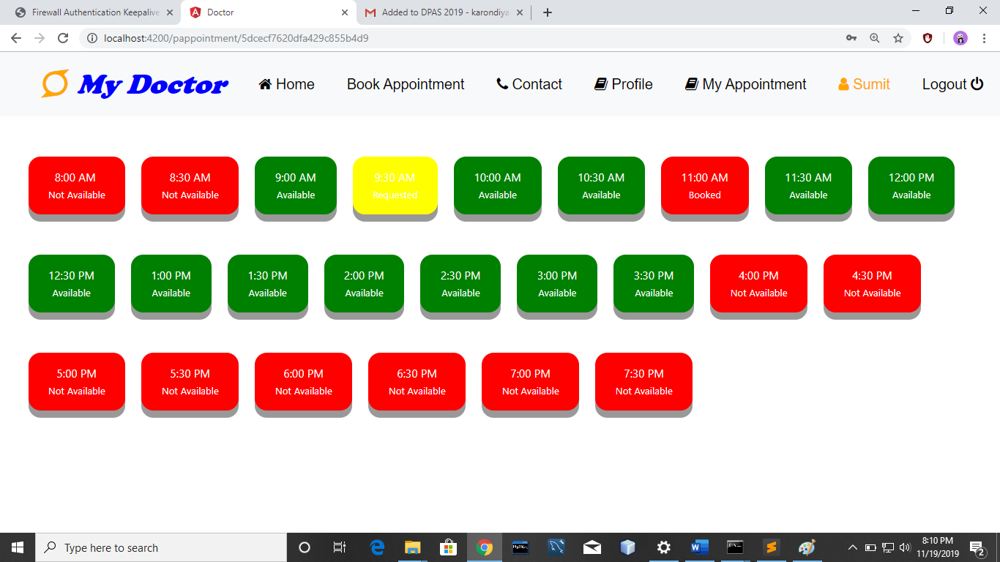 Firewall Authentication Keepalive
Doctor
Added to DPAS 2019 - karondiya
localhost:4200/pappointment/5dcecf7620dfa429c855b4d9
My Doctor
Home
Book Appointment
Contact
Profile
My Appointment
Sumit
Logout
8:00 AM
Not Available
8:30 AM
Not Available
9:00 AM
Available
9:30 AM
Requested
10:00 AM
Available
10:30 AM
Available
11:00 AM
Booked
11:30 AM
Available
12:00 PM
Available
12:30 PM
Available
1:00 PM
Available
1:30 PM
Available
2:00 PM
Available
2:30 PM
Available
3:00 PM
Available
3:30 PM
Available
4:00 PM
Not Available
4:30 PM
Not Available
5:00 PM
Not Available
5:30 PM
Not Available
6:00 PM
Not Available
6:30 PM
Not Available
7:00 PM
Not Available
7:30 PM
Not Available
Type here to search
8:10 PM
11/19/2019
2